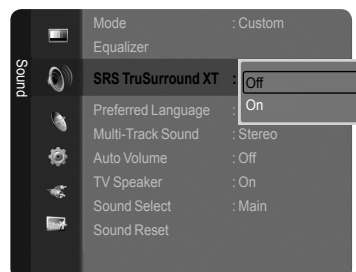 Sound
Mode : Custom
Equalizer
SRS TruSurround XT : Off
On
Preferred Language :
Multi-Track Sound : Stereo
Auto Volume : Off
TV Speaker : On
Sound Select : Main
Sound Reset